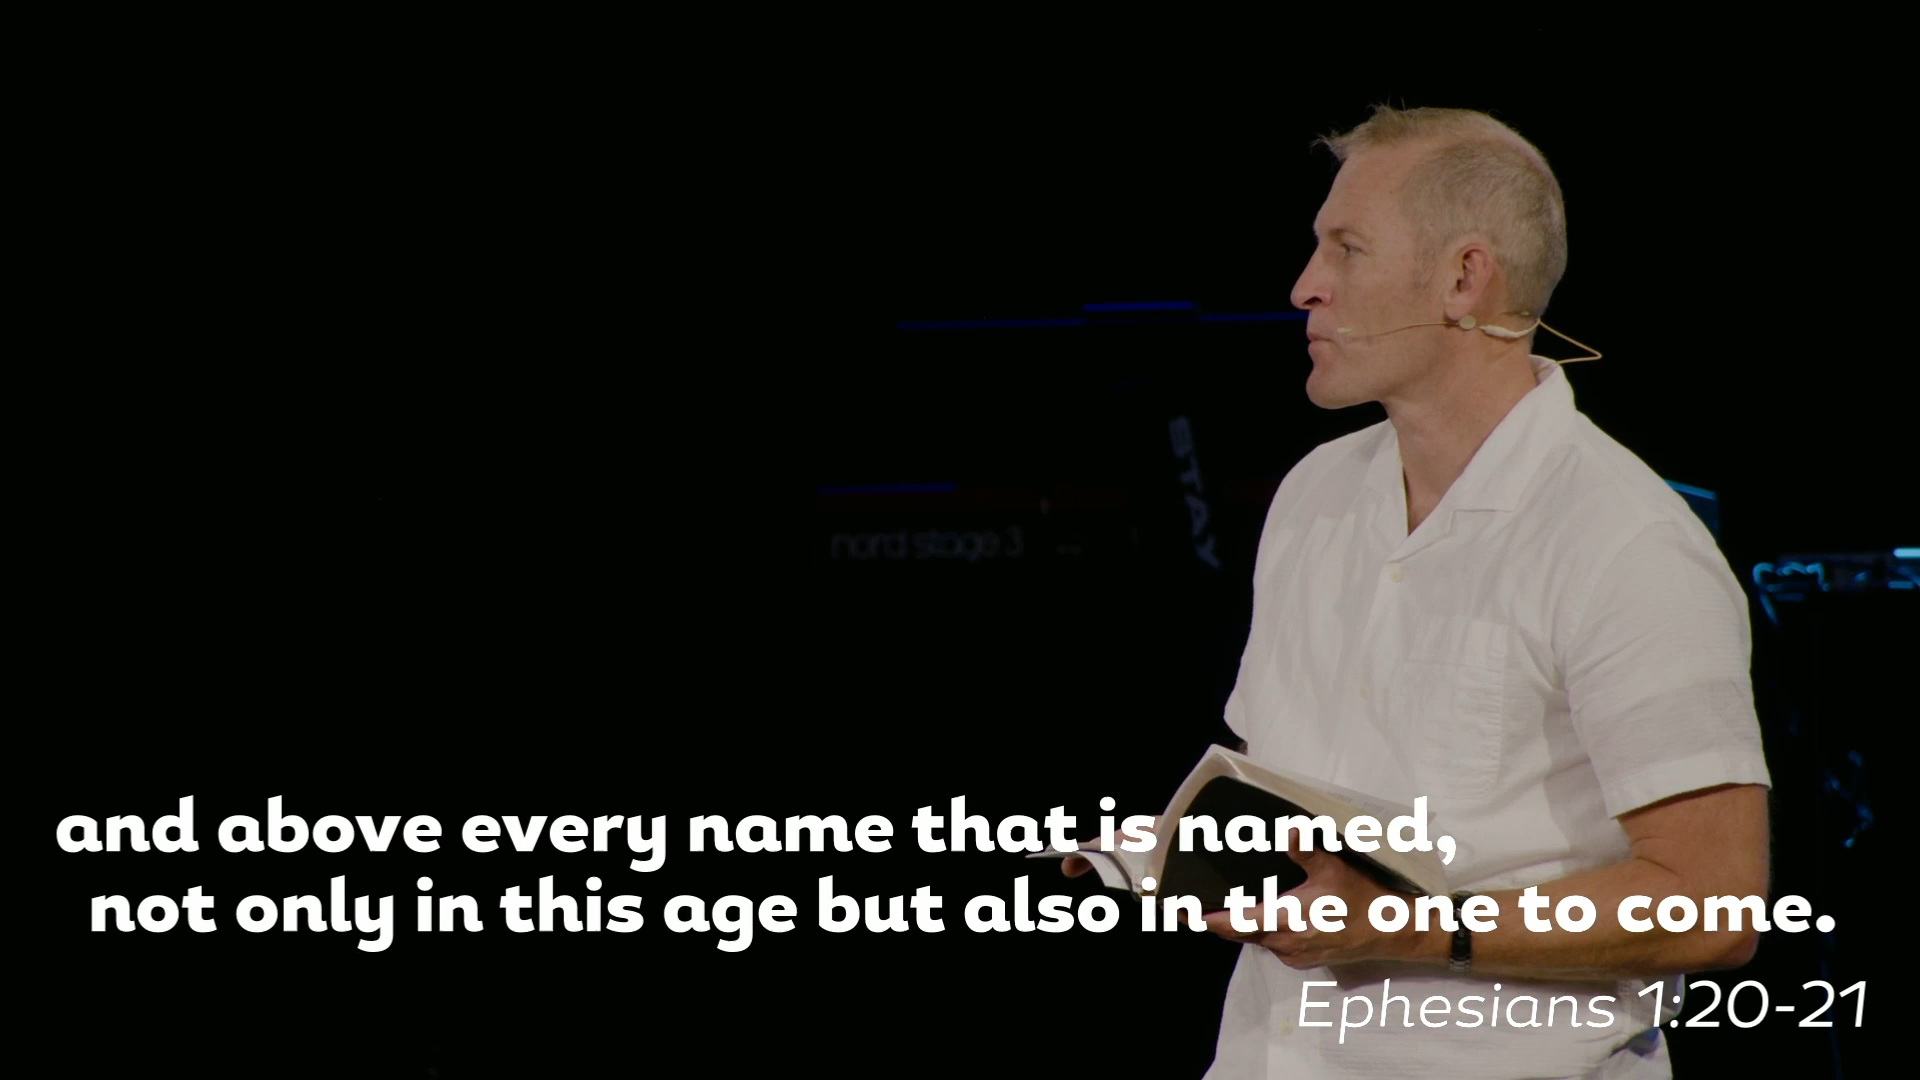 nord stage 3
STAY
and above every name that is named,
not only in this age but also in the one to come.
Ephesians 1:20-21